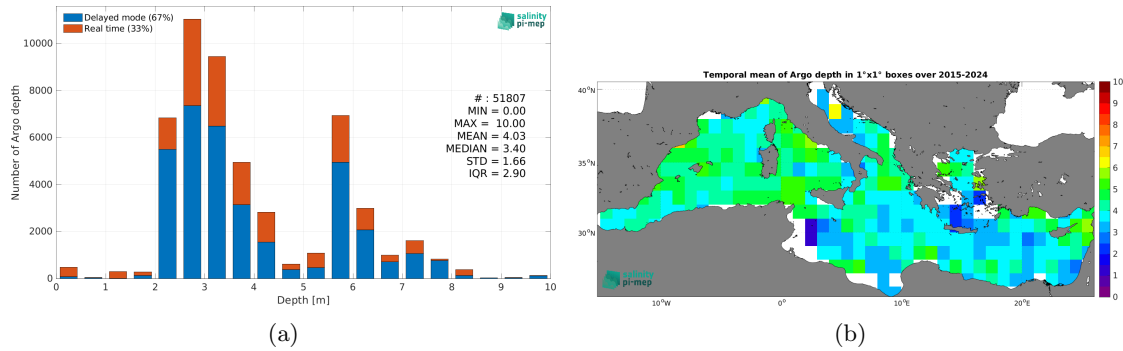 Delayed mode (67%)
Real time (33%)
salinity
pi-mep
10000
8000
6000
4000
2000
0
Number of Argo depth
# : 51807
MIN = 0.00
MAX = 10.00
MEAN = 4.03
MEDIAN = 3.40
STD = 1.66
IQR = 2.90
0 1 2 3 4 5 6 7 8 9 10
Depth [m]
(a)
Temporal mean of Argo depth in 1°x1° boxes over 2015-2024
40°N
35°N
30°N
10°W 0° 10°E 20°E
10
9
8
7
6
5
4
3
2
1
0
salinity
pi-mep
(b)